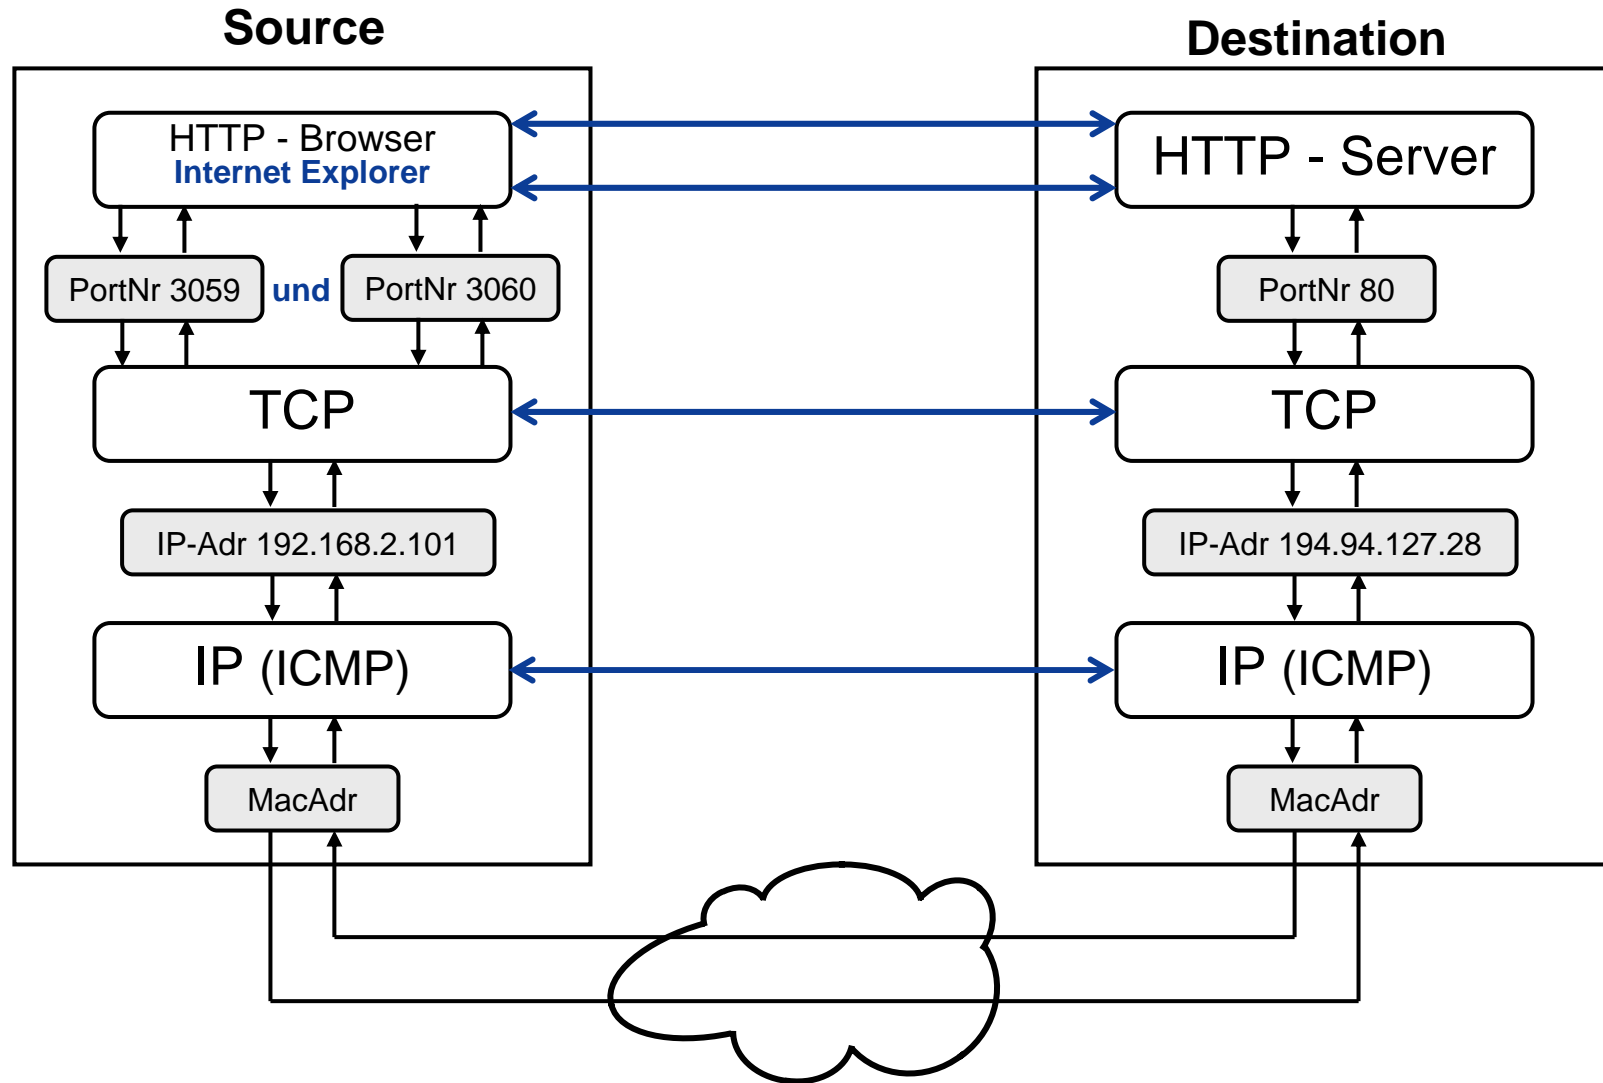 Source
Destination
HTTP - Browser
Internet Explorer
HTTP - Server
PortNr 3059
und
PortNr 3060
PortNr 80
TCP
TCP
IP-Adr 192.168.2.101
IP-Adr 194.94.127.28
IP (ICMP)
IP (ICMP)
MacAdr
MacAdr